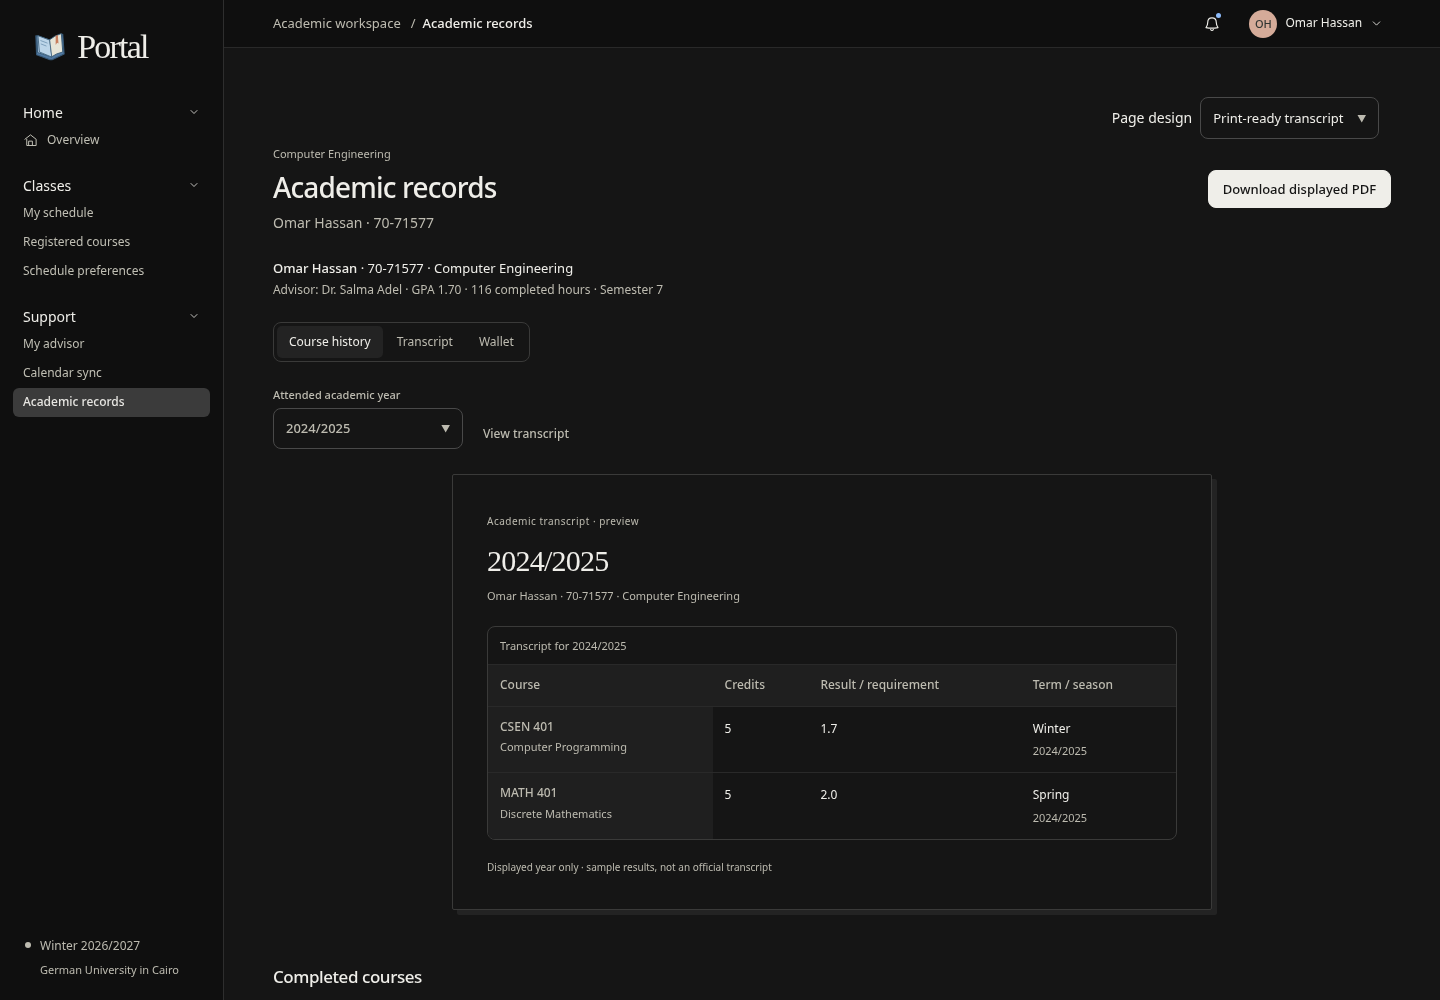 Portal
Home
Overview
Classes
My schedule
Registered courses
Schedule preferences
Support
My advisor
Calendar sync
Academic records
Winter 2026/2027
German University in Cairo
Academic workspace / Academic records
OH Omar Hassan
Page design Print-ready transcript
Computer Engineering
Academic records
Download displayed PDF
Omar Hassan · 70-71577
Omar Hassan · 70-71577 · Computer Engineering
Advisor: Dr. Salma Adel · GPA 1.70 · 116 completed hours · Semester 7
Course history Transcript Wallet
Attended academic year
2024/2025 View transcript
Academic transcript · preview
2024/2025
Omar Hassan · 70-71577 · Computer Engineering
Transcript for 2024/2025
Course Credits Result / requirement Term / season
CSEN 401 5 1.7 Winter
Computer Programming 2024/2025
MATH 401 5 2.0 Spring
Discrete Mathematics 2024/2025
Displayed year only · sample results, not an official transcript
Completed courses